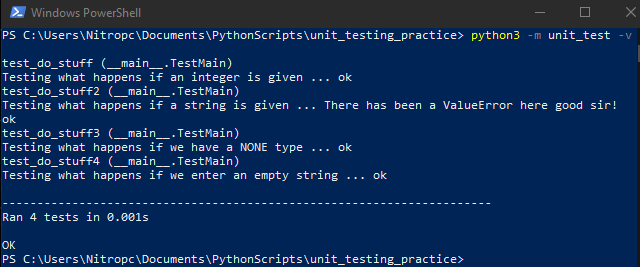 Windows PowerShell
PS C:\Users\Nitropc\Documents\PythonScripts\unit_testing_practice> python3 -m unit_test -v
test_do_stuff (__main__.TestMain)
Testing what happens if an integer is given ... ok
test_do_stuff2 (__main__.TestMain)
Testing what happens if a string is given ... There has been a ValueError here good sir!
ok
test_do_stuff3 (__main__.TestMain)
Testing what happens if we have a NONE type ... ok
test_do_stuff4 (__main__.TestMain)
Testing what happens if we enter an empty string ... ok
----------------------------------------------------------------------
Ran 4 tests in 0.001s
OK
PS C:\Users\Nitropc\Documents\PythonScripts\unit_testing_practice>